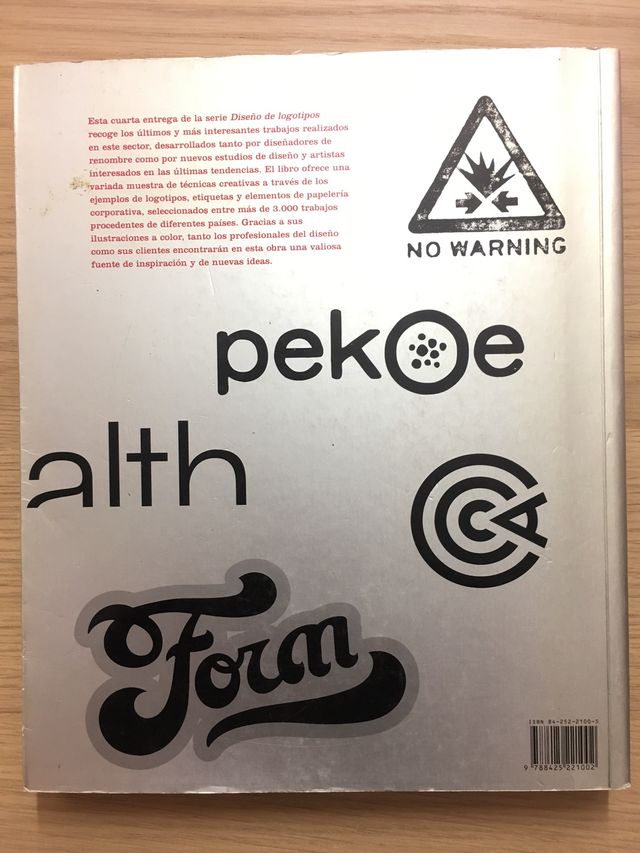 Esta cuarta entrega de la serie Diseño de logotipos
recoge los últimos y más interesantes trabajos realizados
en este sector, desarrollados tanto por diseñadores de
renombre como por nuevos estudios de diseño y artistas
interesados en las últimas tendencias. El libro ofrece una
variada muestra de técnicas creativas a través de los
ejemplos de logotipos, etiquetas y elementos de papelería
corporativa, seleccionados entre más de 3.000 trabajos
procedentes de diferentes países. Gracias a sus
ilustraciones a color, tanto los profesionales del diseño
como sus clientes encontrarán en esta obra una valiosa
fuente de inspiración y de nuevas ideas.
NO WARNING
pekOe
alth
CCCA
Form
ISBN 84-252-2100-5
9 788425 221002